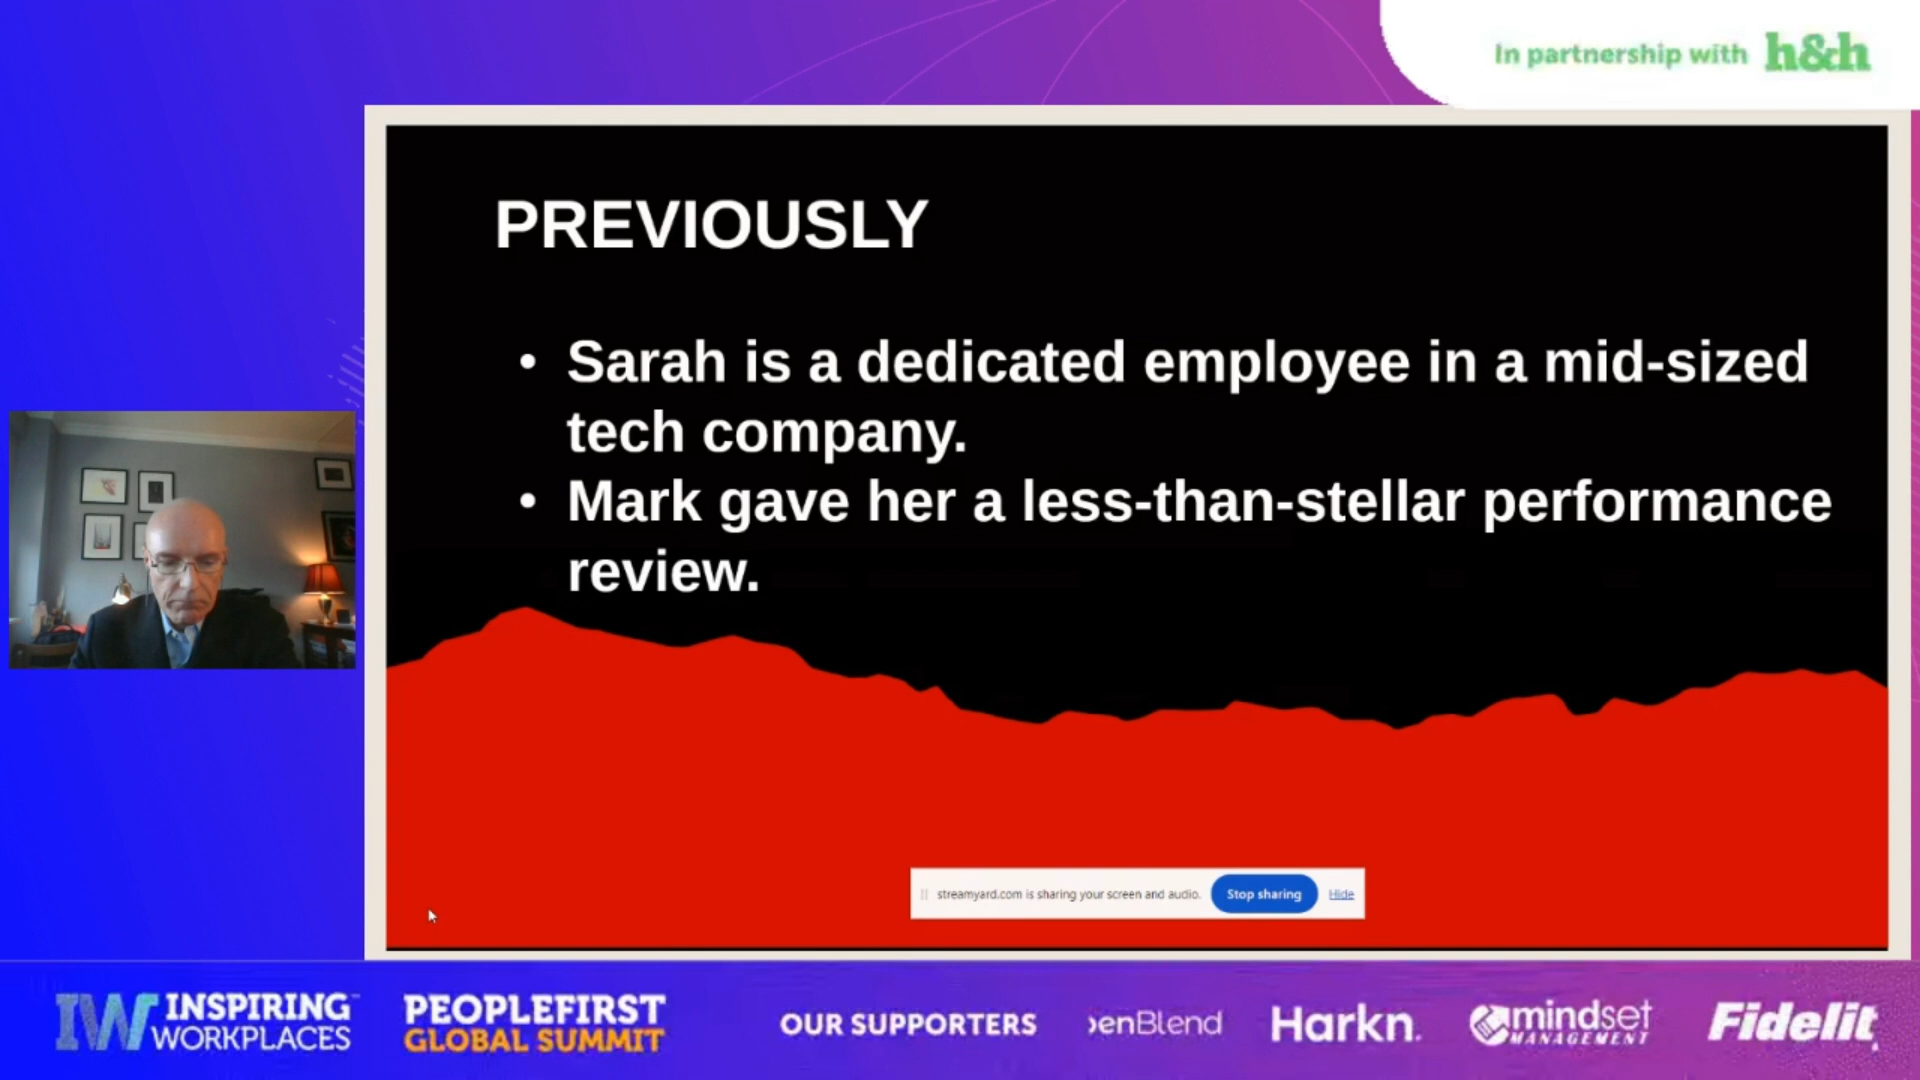 In partnership with h&h
PREVIOUSLY
• Sarah is a dedicated employee in a mid-sized
tech company.
• Mark gave her a less-than-stellar performance
review.
streamyard.com is sharing your screen and audio. Stop sharing Hide
IW INSPIRING
WORKPLACES
PEOPLEFIRST
GLOBAL SUMMIT
OUR SUPPORTERS
enBlend
Harkn.
mindset
MANAGEMENT
Fidelit